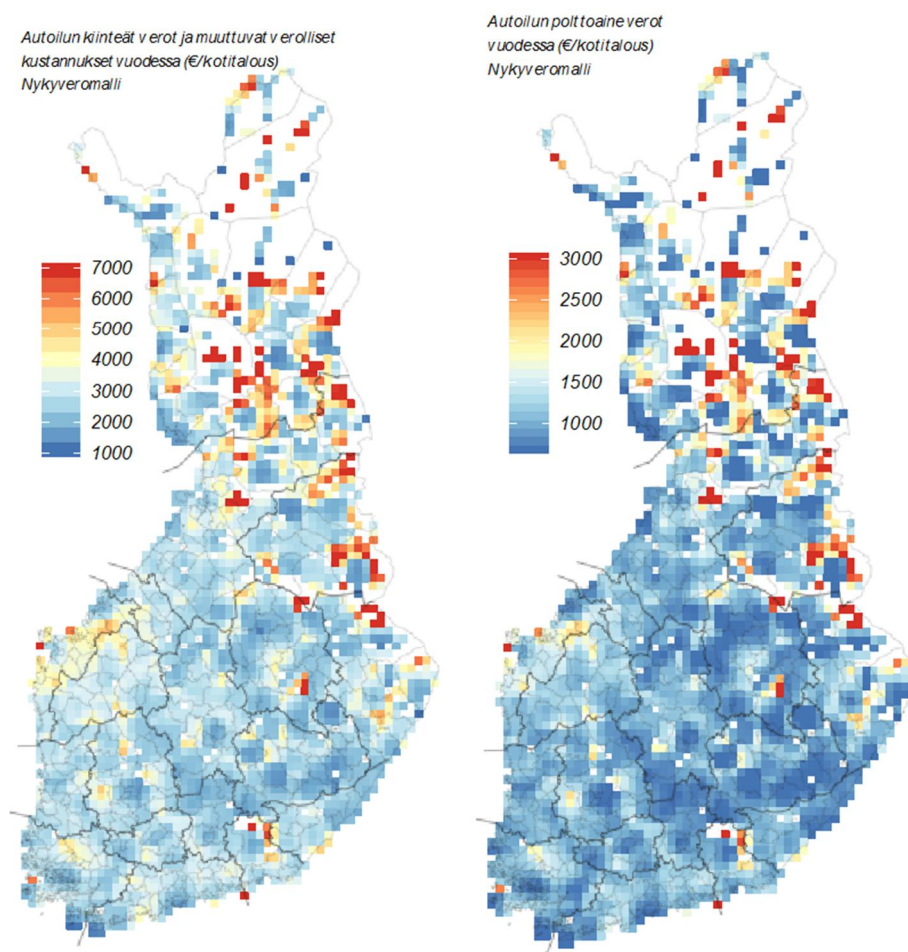 Autoilun kiinteät verot ja muuttuvat verolliset
kustannukset vuodessa (€/kotitalous)
Nykyveromalli
7000
6000
5000
4000
3000
2000
1000
Autoilun polttoaineverot
vuodessa (€/kotitalous)
Nykyveromalli
3000
2500
2000
1500
1000